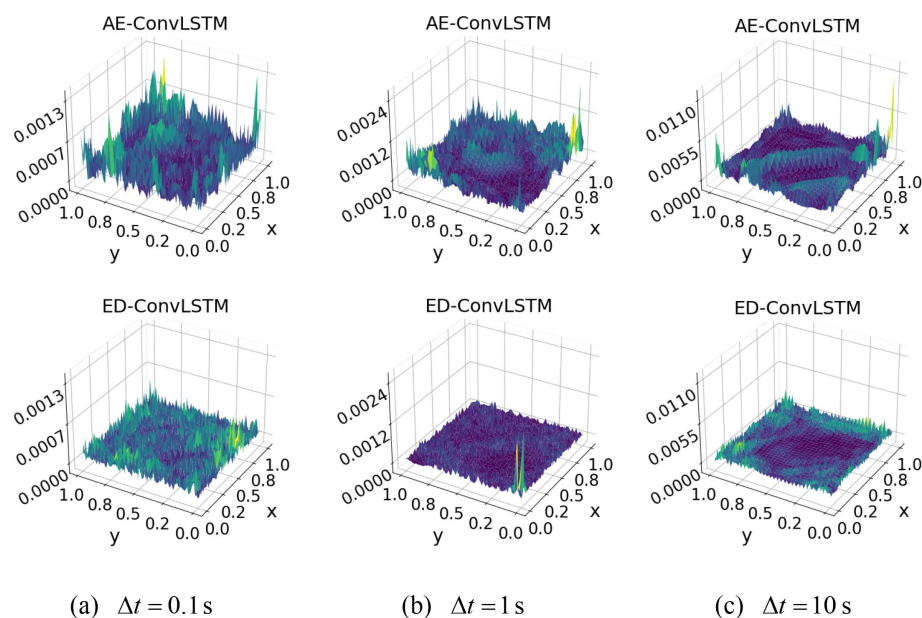 AE-ConvLSTM AE-ConvLSTM AE-ConvLSTM
0.0013 0.0024 0.0110
0.0007 0.0012 0.0055
0.0000 0.0000 0.0000
1.0 0.8 0.5 0.2 0.0 1.0 0.8 0.5 0.2 0.0 1.0 0.8 0.5 0.2 0.0
0.0 0.2 0.5 0.8 1.0 0.0 0.2 0.5 0.8 1.0 0.0 0.2 0.5 0.8 1.0
y x y x y x
ED-ConvLSTM ED-ConvLSTM ED-ConvLSTM
0.0013 0.0024 0.0110
0.0007 0.0012 0.0055
0.0000 0.0000 0.0000
1.0 0.8 0.5 0.2 0.0 1.0 0.8 0.5 0.2 0.0 1.0 0.8 0.5 0.2 0.0
0.0 0.2 0.5 0.8 1.0 0.0 0.2 0.5 0.8 1.0 0.0 0.2 0.5 0.8 1.0
y x y x y x
(a) Δt = 0.1 s (b) Δt = 1 s (c) Δt = 10 s